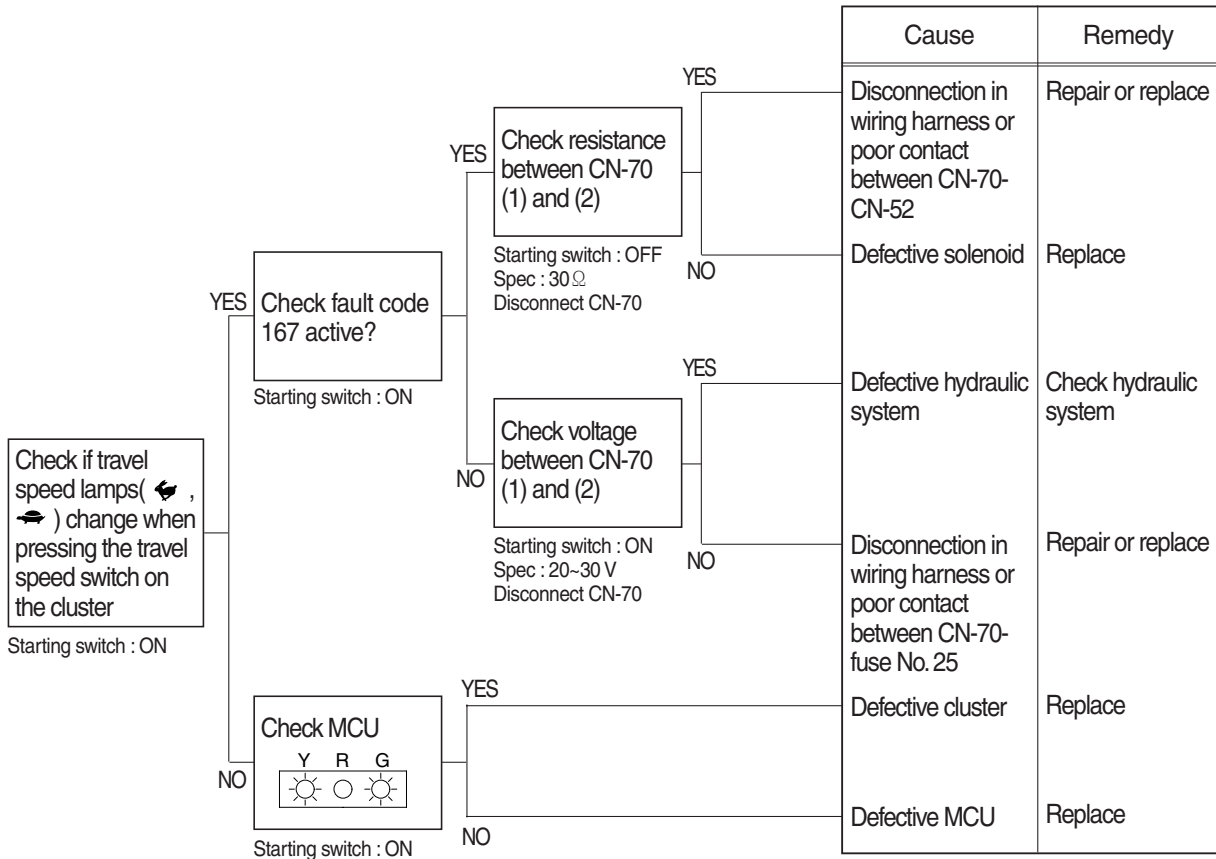 Cause
Remedy
YES
Disconnection in
wiring harness or
poor contact
between CN-70-
CN-52
Repair or replace
YES
Check resistance
between CN-70
(1) and (2)
Starting switch : OFF
Spec : 30Ω
Disconnect CN-70
NO
Defective solenoid
Replace
YES
Check fault code
167 active?
Starting switch : ON
YES
Defective hydraulic
system
Check hydraulic
system
Check voltage
between CN-70
(1) and (2)
NO
Starting switch : ON
Spec : 20~30 V
Disconnect CN-70
NO
Disconnection in
wiring harness or
poor contact
between CN-70-
fuse No. 25
Repair or replace
Check if travel
speed lamps( ,
) change when
pressing the travel
speed switch on
the cluster
Starting switch : ON
YES
Defective cluster
Replace
Check MCU
Y R G
NO
Starting switch : ON
NO
Defective MCU
Replace